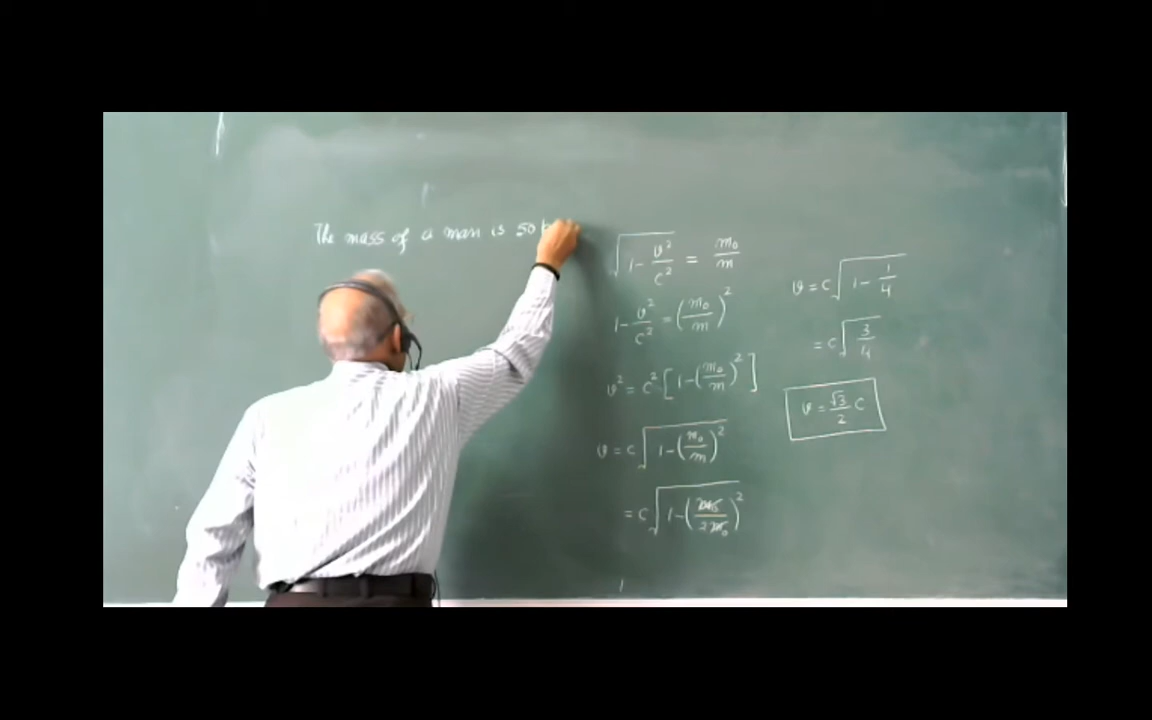 The mass of a man is 50
√(1 - v²/c²) = m₀/m
1 - v²/c² = (m₀/m)²
v² = c² [1 - (m₀/m)²]
v = c √(1 - (m₀/m)²)
= c √(1 - (m₀/2m₀)²)
v = c √(1 - 1/4)
= c √(3/4)
v = √3/2 c